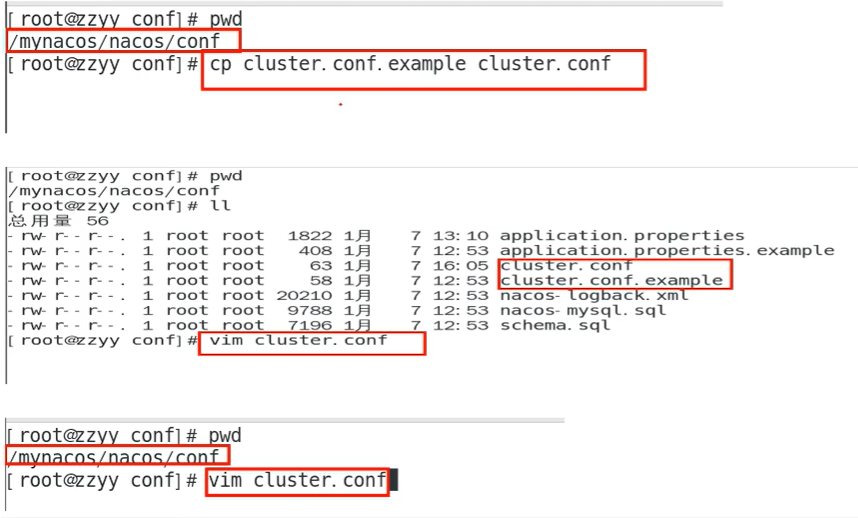 [root@zzyy conf]# pwd
/mynacos/nacos/conf
[root@zzyy conf]# cp cluster.conf.example cluster.conf
[root@zzyy conf]# pwd
/mynacos/nacos/conf
[root@zzyy conf]# ll
总用量 56
-rw-r--r--. 1 root root 1822 1月 7 13:10 application.properties
-rw-r--r--. 1 root root 408 1月 7 12:53 application.properties.example
-rw-r--r--. 1 root root 63 1月 7 16:05 cluster.conf
-rw-r--r--. 1 root root 58 1月 7 12:53 cluster.conf.example
-rw-r--r--. 1 root root 20210 1月 7 12:53 nacos-logback.xml
-rw-r--r--. 1 root root 9788 1月 7 12:53 nacos-mysql.sql
-rw-r--r--. 1 root root 7196 1月 7 12:53 schema.sql
[root@zzyy conf]# vim cluster.conf
[root@zzyy conf]# pwd
/mynacos/nacos/conf
[root@zzyy conf]# vim cluster.conf